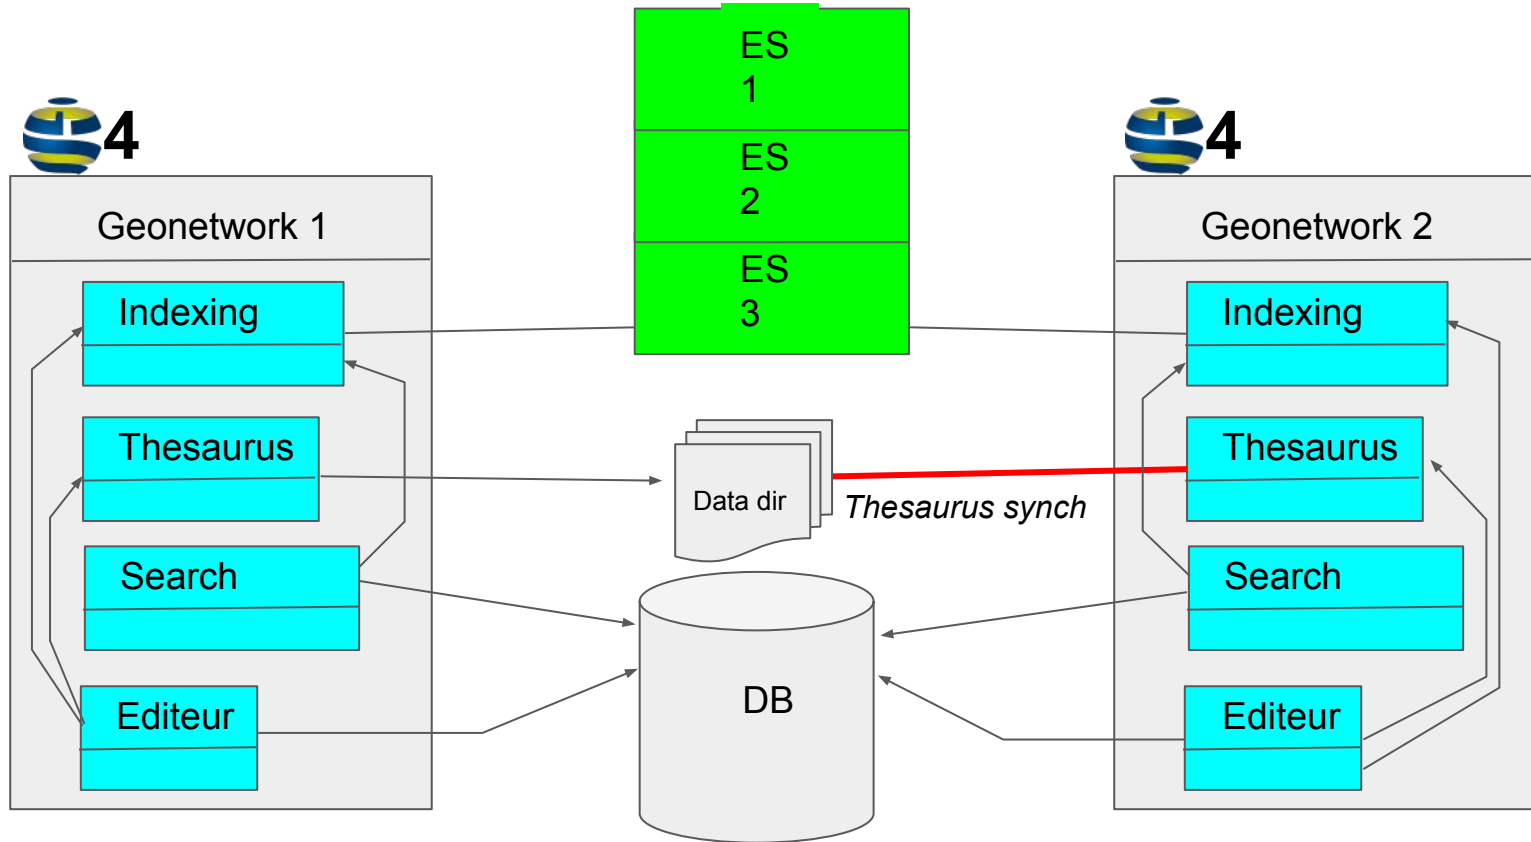 ES
1
ES
2
ES
3
4
Geonetwork 1
Indexing
Thesaurus
Search
Editeur
Data dir
Thesaurus synch
DB
4
Geonetwork 2
Indexing
Thesaurus
Search
Editeur